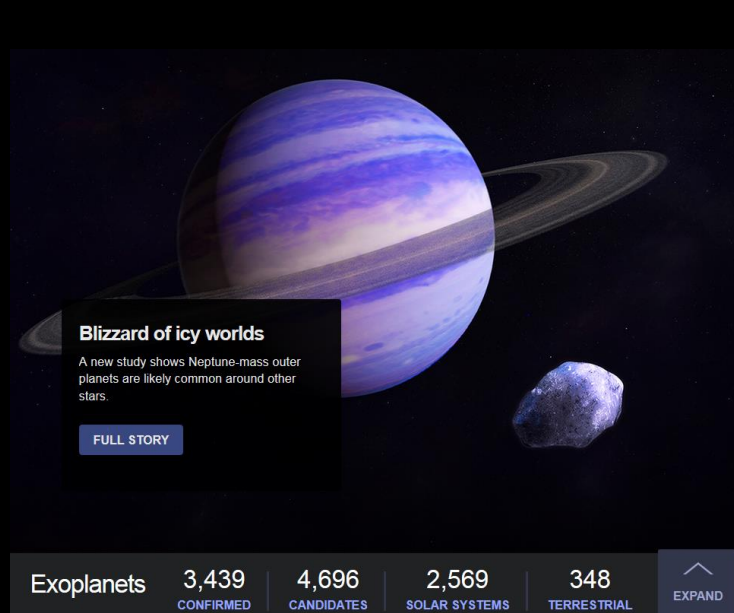 Blizzard of icy worlds
A new study shows Neptune-mass outer
planets are likely common around other
stars.
FULL STORY
Exoplanets
3,439
CONFIRMED
4,696
CANDIDATES
2,569
SOLAR SYSTEMS
348
TERRESTRIAL
EXPAND